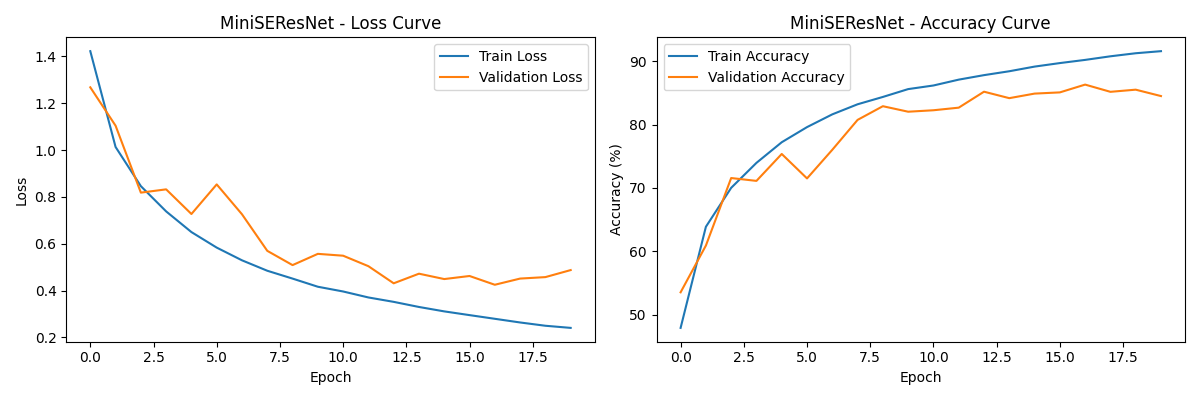 MiniSEResNet - Loss Curve
Train Loss
Validation Loss
1.4
1.2
1.0
0.8
0.6
0.4
0.2
Loss
0.0
2.5
5.0
7.5
10.0
12.5
15.0
17.5
Epoch
MiniSEResNet - Accuracy Curve
Train Accuracy
Validation Accuracy
90
80
70
60
50
Accuracy (%)
0.0
2.5
5.0
7.5
10.0
12.5
15.0
17.5
Epoch